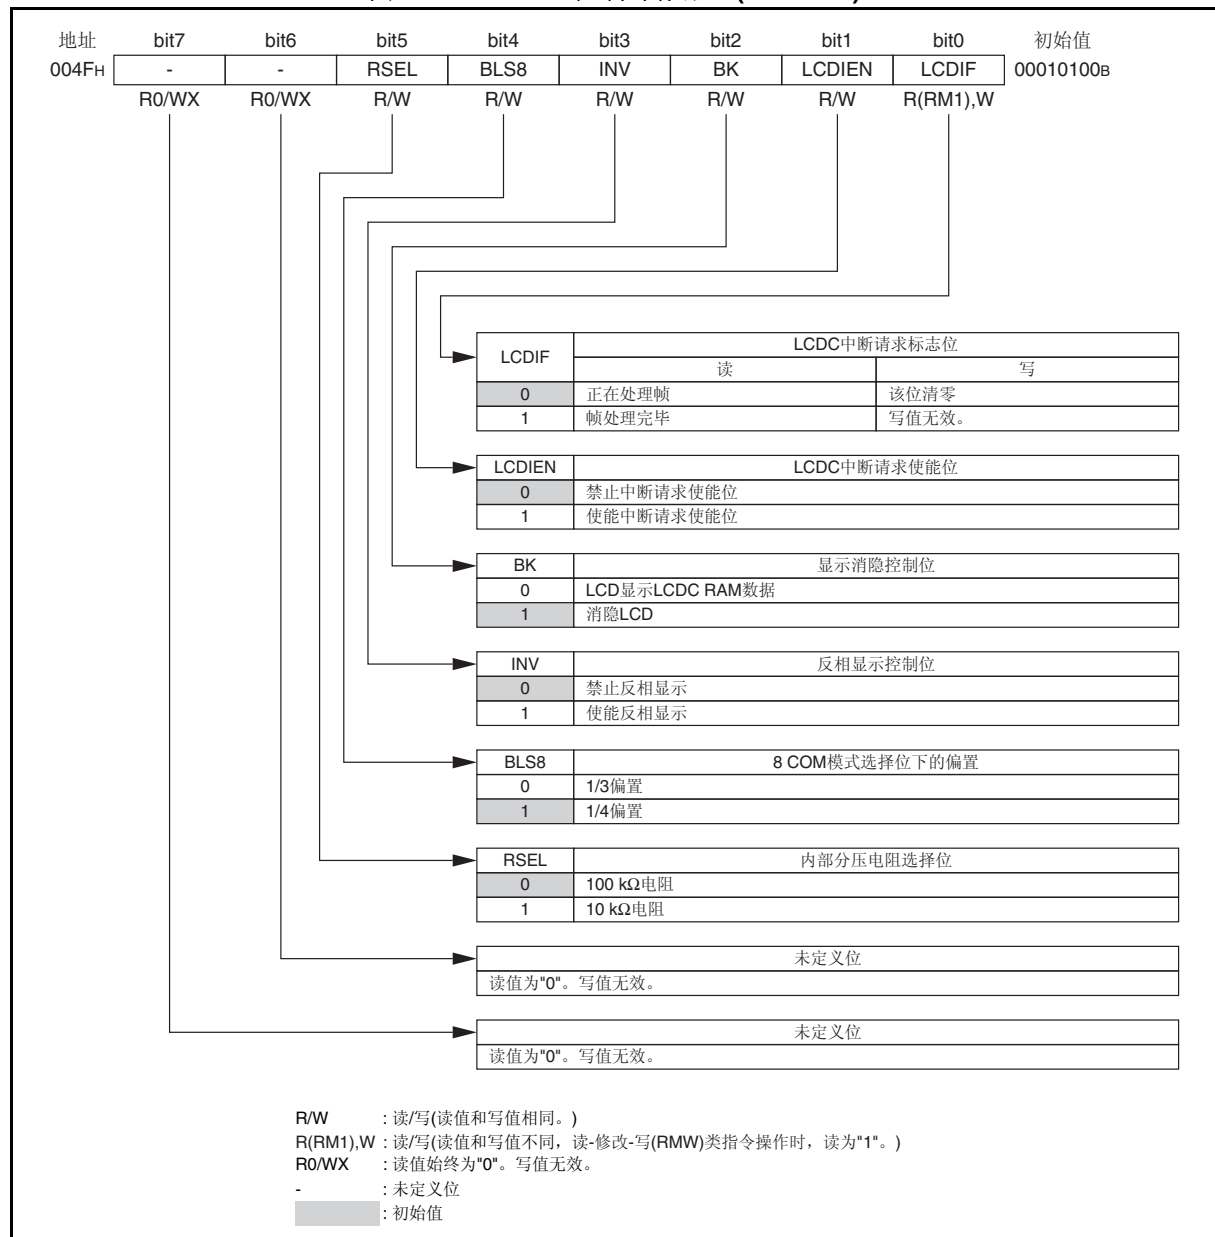 地址 bit7 bit6 bit5 bit4 bit3 bit2 bit1 bit0 初始值
004FH - - RSEL BLS8 INV BK LCDIEN LCDIF 00010100B
R0/WX R0/WX R/W R/W R/W R/W R/W R(RM1),W
LCDIF LCDC中断请求标志位
读 写
0 正在处理帧 该位清零
1 帧处理完毕 写值无效。
LCDIEN LCDC中断请求使能位
0 禁止中断请求使能位
1 使能中断请求使能位
BK 显示消隐控制位
0 LCD显示LCDC RAM数据
1 消隐LCD
INV 反相显示控制位
0 禁止反相显示
1 使能反相显示
BLS8 8 COM模式选择位下的偏置
0 1/3偏置
1 1/4偏置
RSEL 内部分压电阻选择位
0 100 kΩ电阻
1 10 kΩ电阻
未定义位
读值为"0"。写值无效。
未定义位
读值为"0"。写值无效。
R/W : 读/写(读值和写值相同。)
R(RM1),W : 读/写(读值和写值不同，读-修改-写(RMW)类指令操作时，读为"1"。)
R0/WX : 读值始终为"0"。写值无效。
- : 未定义位
: 初始值